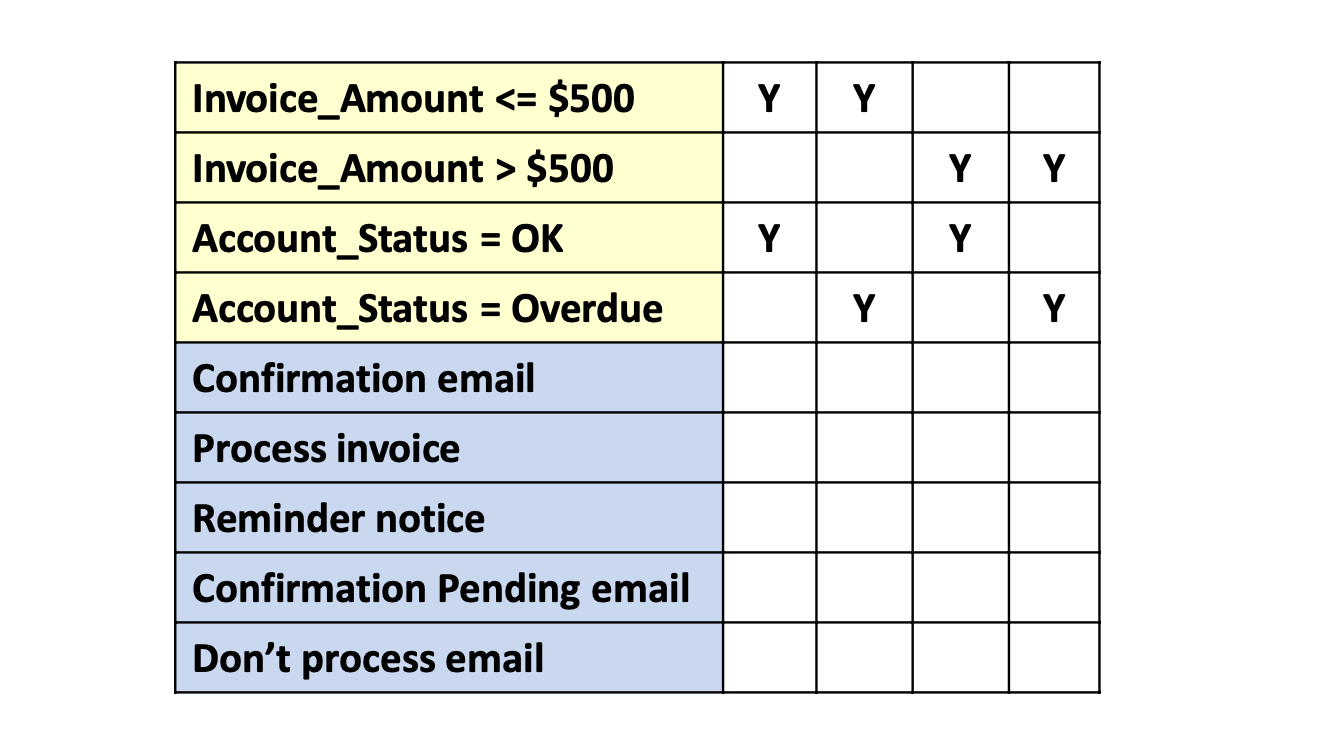 Invoice_Amount <= $500 Y Y
Invoice_Amount > $500 Y Y
Account_Status = OK Y Y
Account_Status = Overdue Y Y
Confirmation email
Process invoice
Reminder notice
Confirmation Pending email
Don’t process email